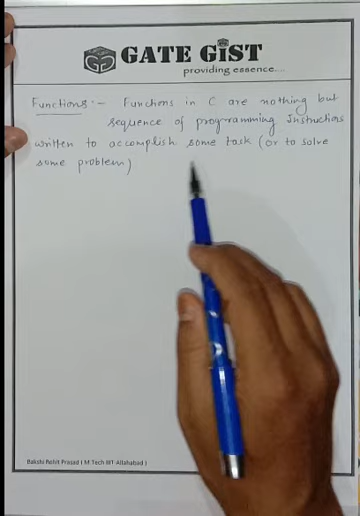 GATE GIST
providing essence....
Functions :- Functions in C are nothing but
sequence of programming Instructions
written to accomplish some task (or to solve
some problem)
Bakshi Rohit Prasad ( M.Tech IIIT-Allahabad )